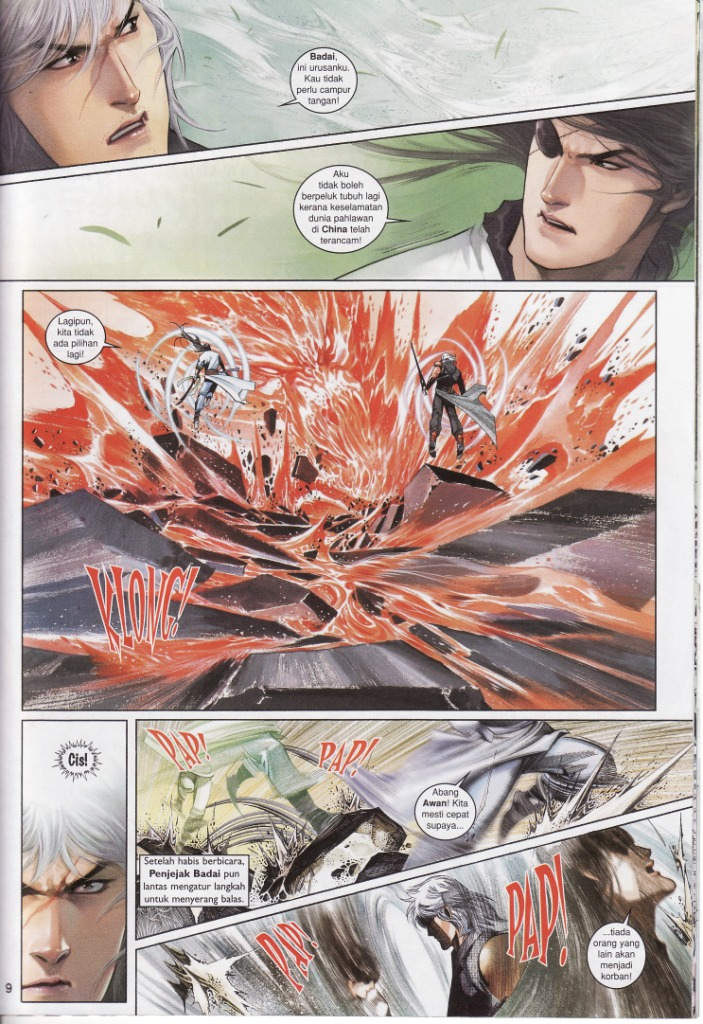 Badai,
ini urusanku.
Kau tidak
perlu campur
tangan!
Aku
tidak boleh
berpeluk tubuh lagi
kerana keselamatan
dunia pahlawan
di China telah
terancam!
Lagipun,
kita tidak
ada pilihan
lagi!
KLONG!
Cis!
PAP!
PAP!
Abang
Awan! Kita
mesti cepat
supaya...
Setelah habis berbicara,
Penjejak Badai pun
lantas mengatur langkah
untuk menyerang balas.
PAP!
PAP!
...tiada
orang yang
lain akan
menjadi
korban!
9